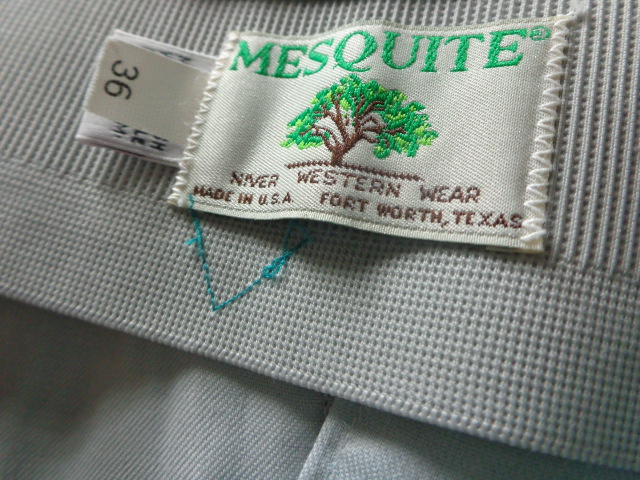 MESQUITE®
NIVER WESTERN WEAR
MADE IN U.S.A. FORT WORTH, TEXAS
36